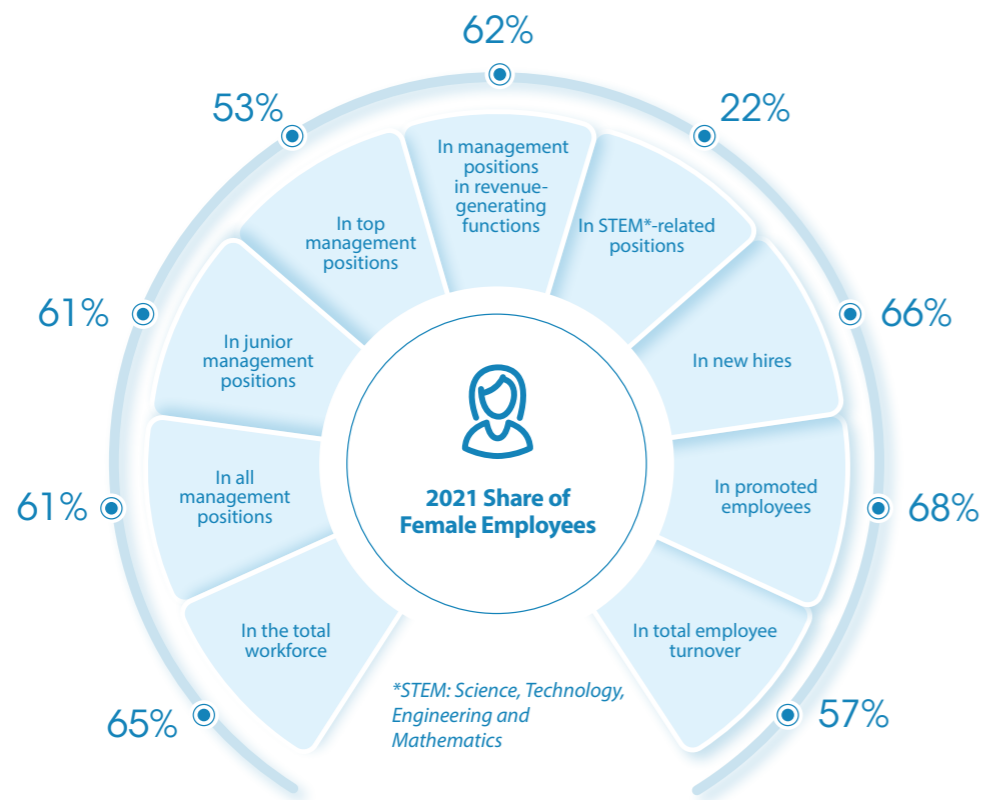 62%
53%
22%
In management
positions
in revenue-
generating
functions
In top
management
positions
In STEM*-related
positions
61%
66%
In junior
management
positions
In new hires
61%
In all
management
positions
2021 Share of
Female Employees
In promoted
employees
68%
In the total
workforce
In total employee
turnover
65%
*STEM: Science, Technology,
Engineering and
Mathematics
57%